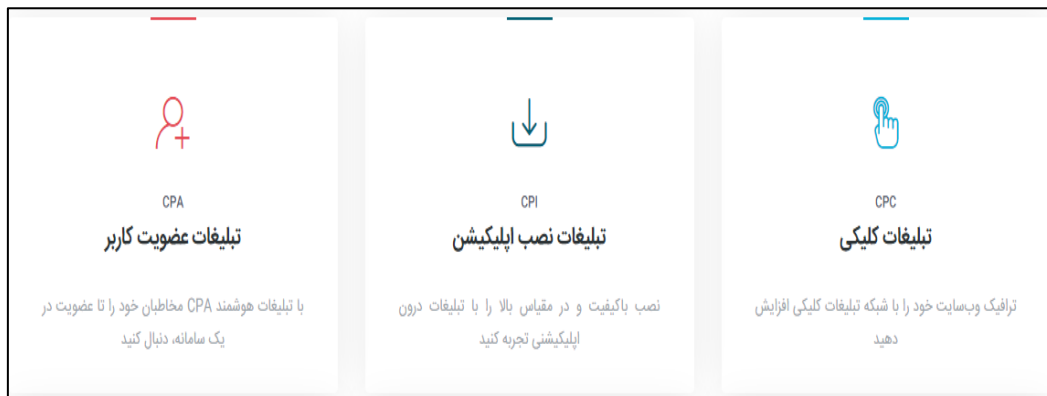 CPC
تبلیغات کلیکی
ترافیک وب‌سایت خود را با شبکه تبلیغات کلیکی افزایش
دهید
CPI
تبلیغات نصب اپلیکیشن
نصب باکیفیت و در مقیاس بالا را با تبلیغات درون
اپلیکیشنی تجربه کنید
CPA
تبلیغات عضویت کاربر
با تبلیغات هوشمند CPA مخاطبان خود را تا عضویت در
یک سامانه، دنبال کنید